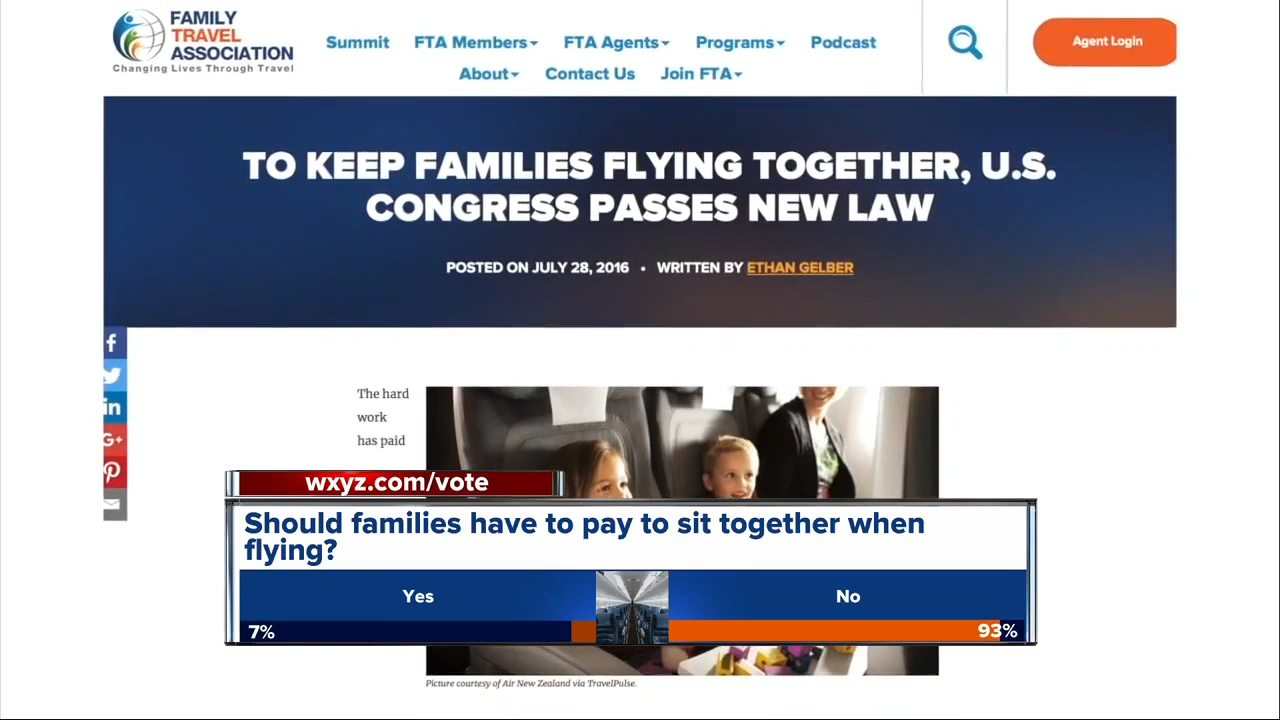 FAMILY
TRAVEL
ASSOCIATION
Changing Lives Through Travel
Summit FTA Members FTA Agents Programs Podcast
About Contact Us Join FTA
Agent Login
TO KEEP FAMILIES FLYING TOGETHER, U.S.
CONGRESS PASSES NEW LAW
POSTED ON JULY 28, 2016 • WRITTEN BY ETHAN GELBER
f
in
G+
The hard
work
has paid
wxyz.com/vote
Should families have to pay to sit together when
flying?
Yes No
7% 93%
Picture courtesy of Air New Zealand via TravelPulse.